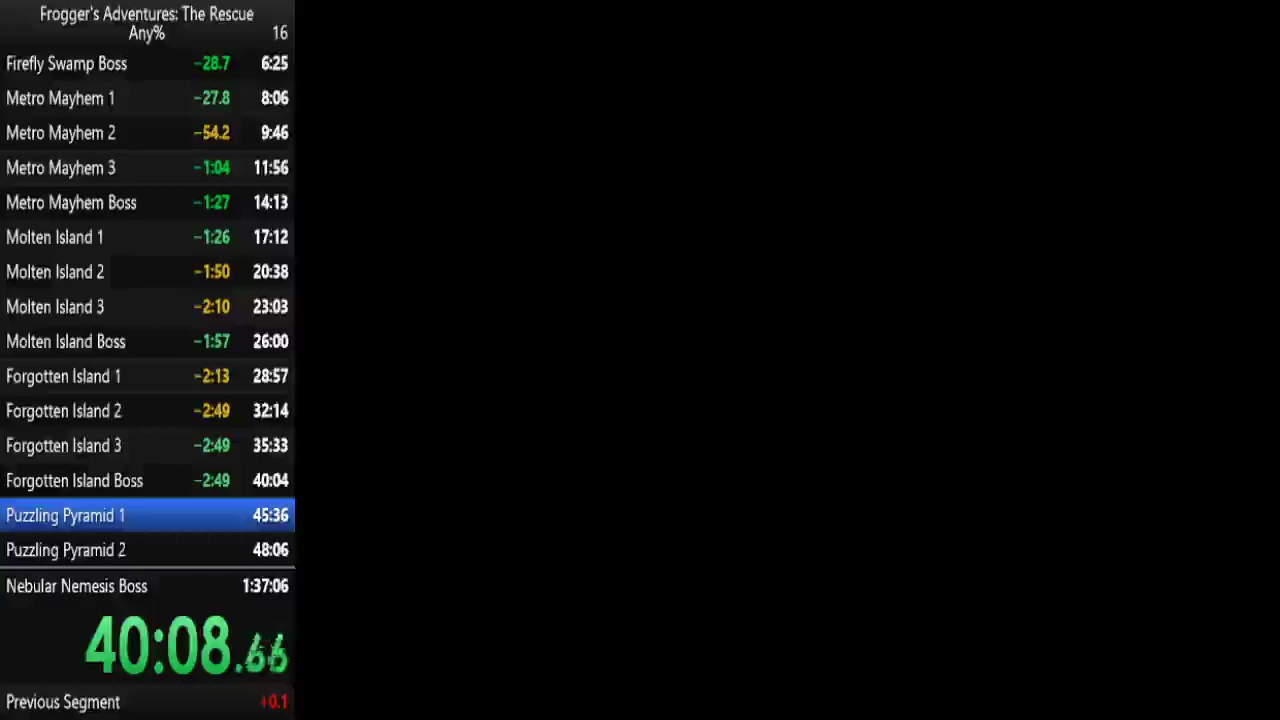 Frogger's Adventures: The Rescue
Any% 16
Firefly Swamp Boss -28.7 6:25
Metro Mayhem 1 -27.8 8:06
Metro Mayhem 2 -54.2 9:46
Metro Mayhem 3 -1:04 11:56
Metro Mayhem Boss -1:27 14:13
Molten Island 1 -1:26 17:12
Molten Island 2 -1:50 20:38
Molten Island 3 -2:10 23:03
Molten Island Boss -1:57 26:00
Forgotten Island 1 -2:13 28:57
Forgotten Island 2 -2:49 32:14
Forgotten Island 3 -2:49 35:33
Forgotten Island Boss -2:49 40:04
Puzzling Pyramid 1 45:36
Puzzling Pyramid 2 48:06
Nebular Nemesis Boss 1:37:06
40:08.66
Previous Segment +0.1